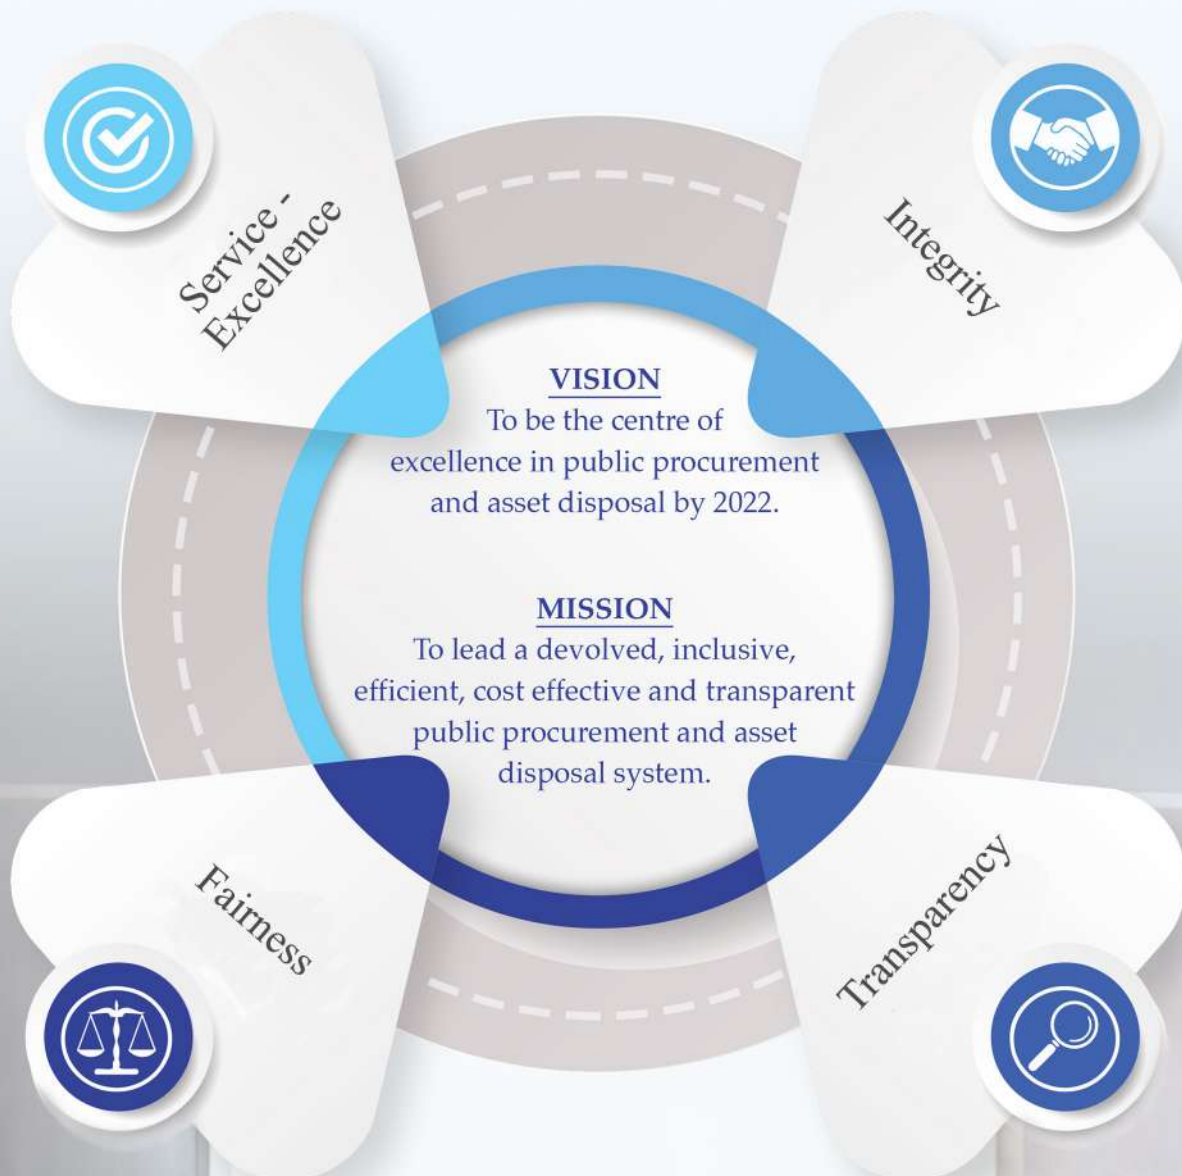 Service -
Excellence
Integrity
VISION
To be the centre of
excellence in public procurement
and asset disposal by 2022.
MISSION
To lead a devolved, inclusive,
efficient, cost effective and transparent
public procurement and asset
disposal system.
Fairness
Transparency